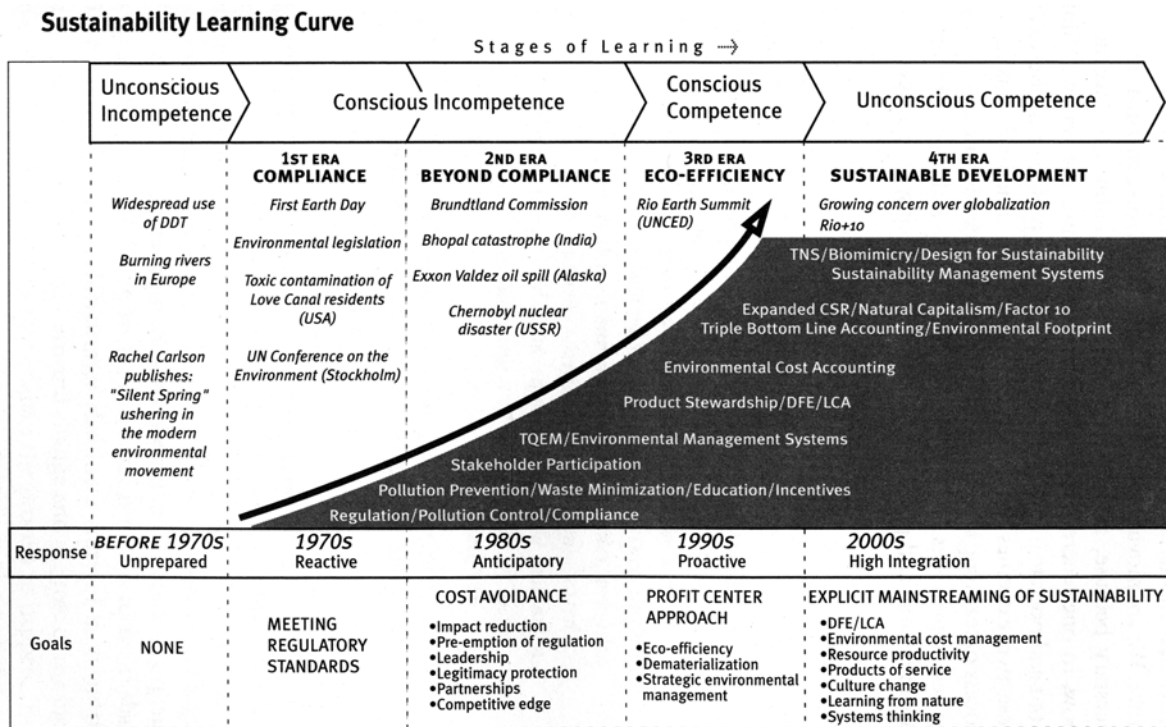 Sustainability Learning Curve
Stages of Learning
Unconscious
Incompetence
Conscious Incompetence
Conscious
Competence
Unconscious Competence
Widespread use
of DDT
Burning rivers
in Europe
Rachel Carlson
publishes:
"Silent Spring"
ushering in
the modern
environmental
movement
1ST ERA
COMPLIANCE
First Earth Day
Environmental legislation
Toxic contamination of
Love Canal residents
(USA)
UN Conference on the
Environment (Stockholm)
2ND ERA
BEYOND COMPLIANCE
Brundtland Commission
Bhopal catastrophe (India)
Exxon Valdez oil spill (Alaska)
Chernobyl nuclear
disaster (USSR)
3RD ERA
ECO-EFFICIENCY
Rio Earth Summit
(UNCED)
4TH ERA
SUSTAINABLE DEVELOPMENT
Growing concern over globalization
Rio+10
TNS/Biomimicry/Design for Sustainability
Sustainability Management Systems
Expanded CSR/Natural Capitalism/Factor 10
Triple Bottom Line Accounting/Environmental Footprint
Environmental Cost Accounting
Product Stewardship/DFE/LCA
TQEM/Environmental Management Systems
Stakeholder Participation
Pollution Prevention/Waste Minimization/Education/Incentives
Regulation/Pollution Control/Compliance
Response
BEFORE 1970S
Unprepared
1970S
Reactive
1980S
Anticipatory
1990S
Proactive
2000S
High Integration
Goals
NONE
MEETING
REGULATORY
STANDARDS
COST AVOIDANCE
•Impact reduction
•Pre-emption of regulation
•Leadership
•Legitimacy protection
•Partnerships
•Competitive edge
PROFIT CENTER
APPROACH
•Eco-efficiency
•Dematerialization
•Strategic environmental
management
EXPLICIT MAINSTREAMING OF SUSTAINABILITY
•DFE/LCA
•Environmental cost management
•Resource productivity
•Products of service
•Culture change
•Learning from nature
•Systems thinking